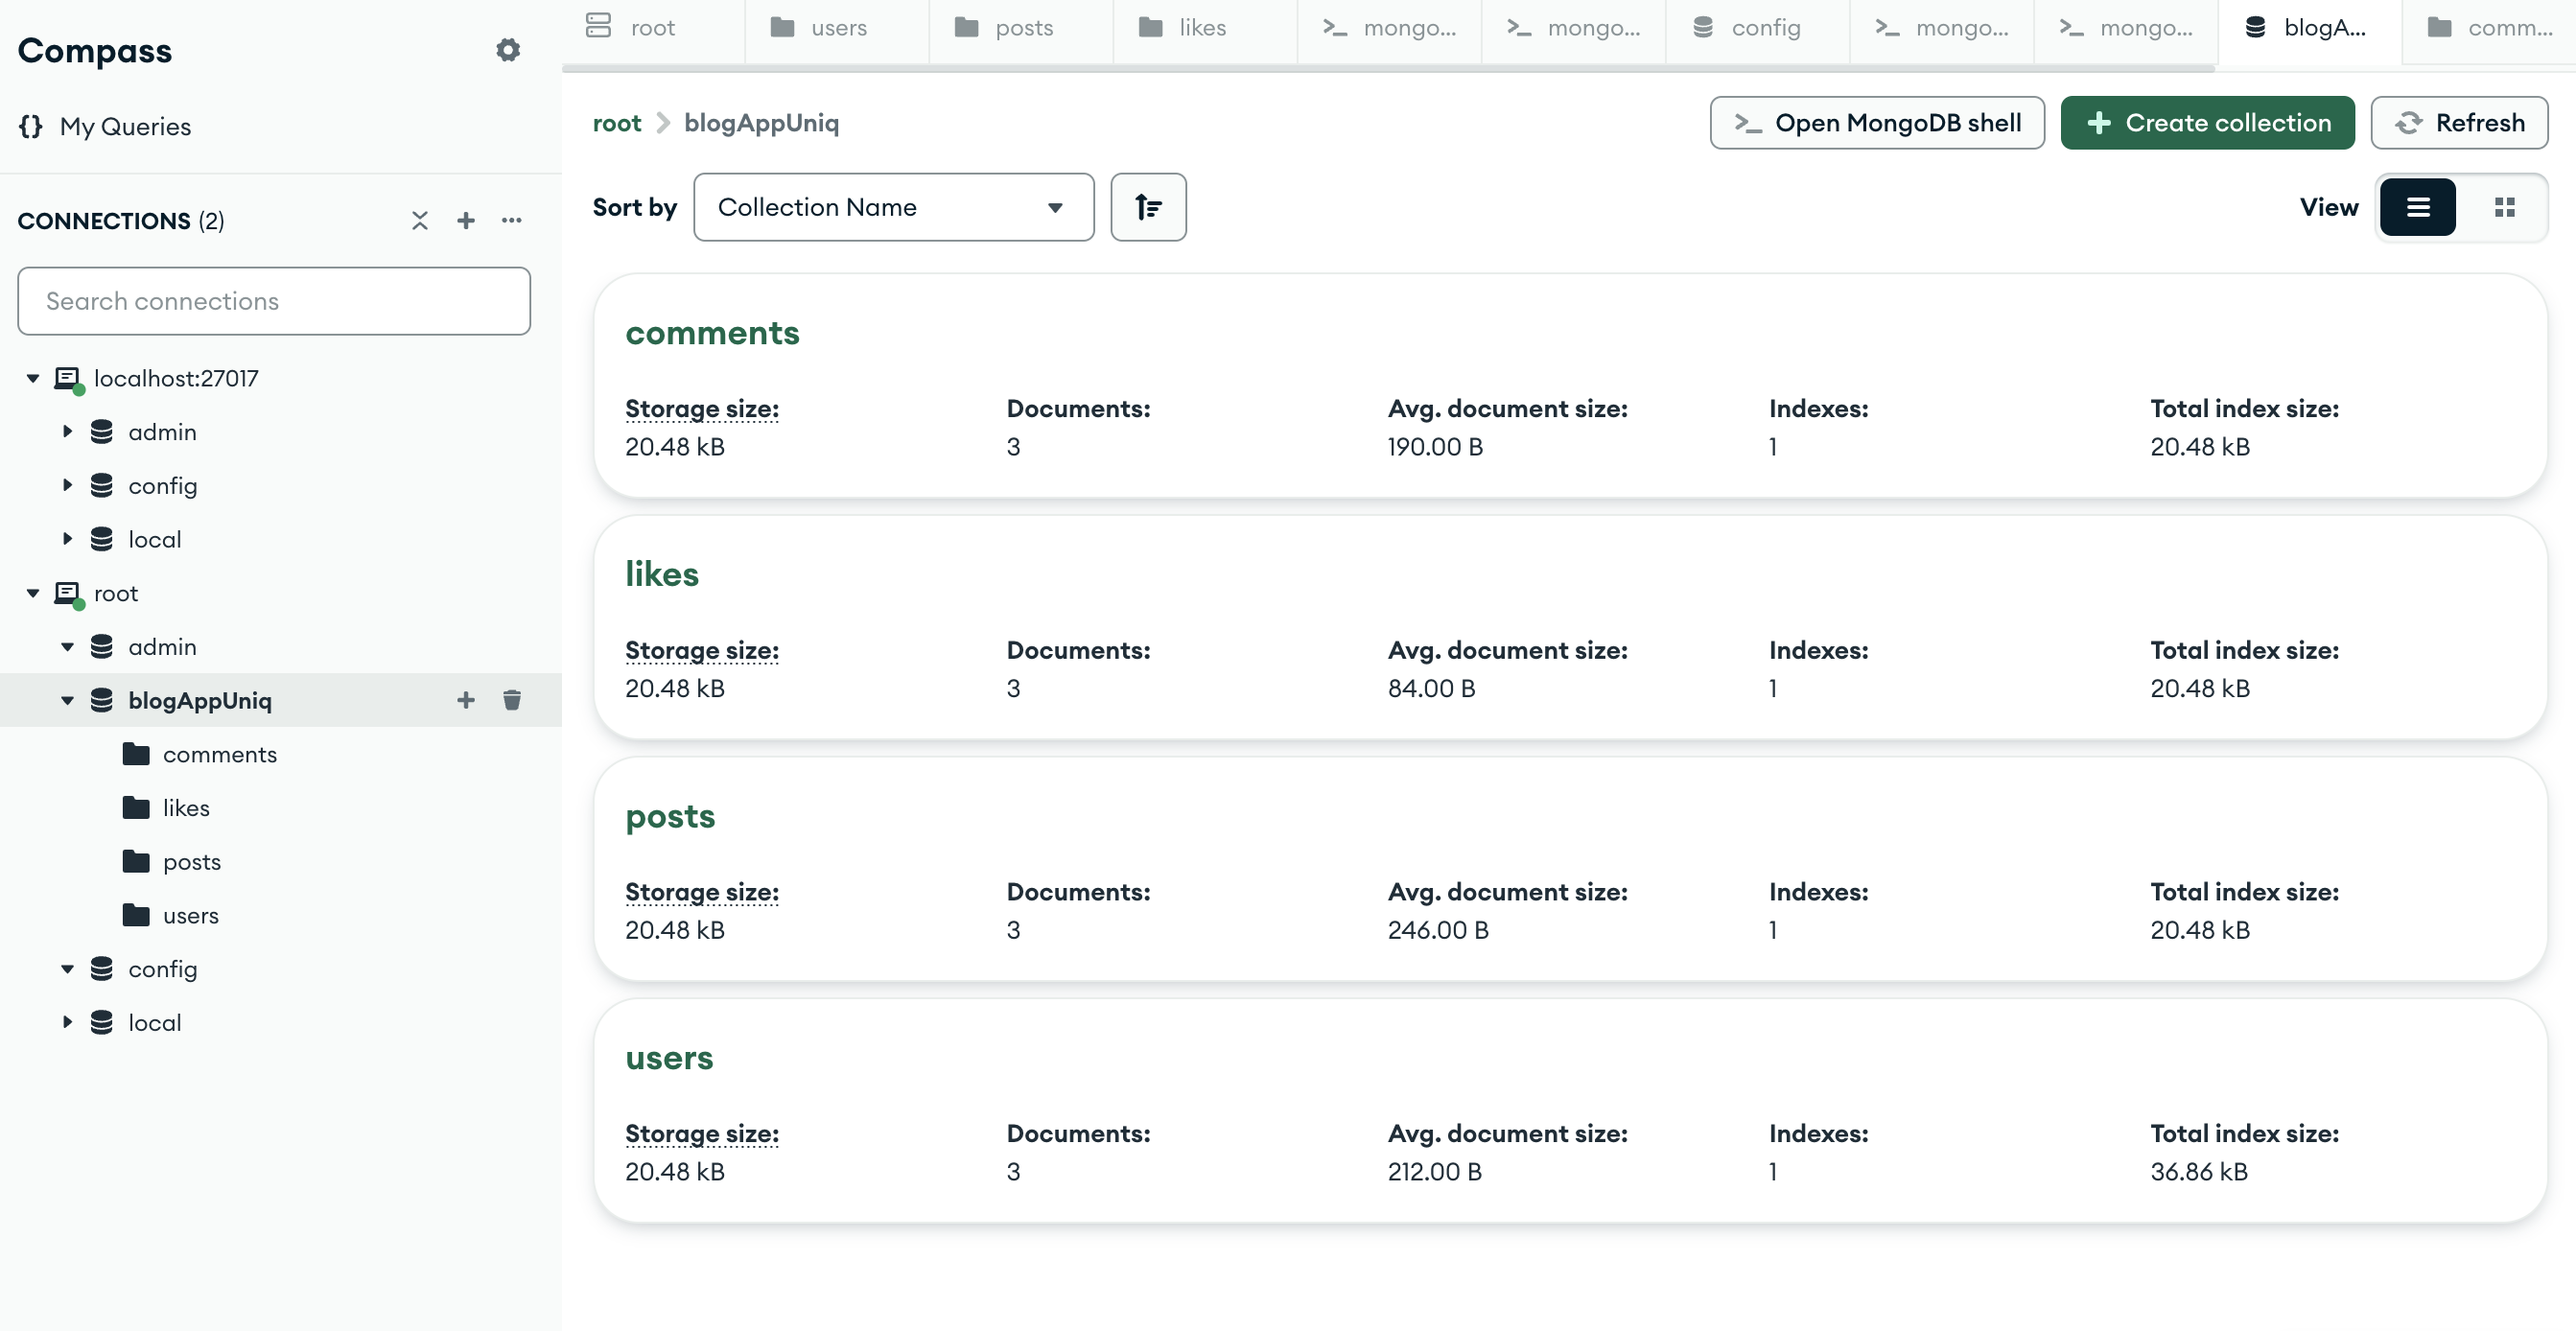 Compass
My Queries
CONNECTIONS (2)
Search connections
localhost:27017
admin
config
local
root
admin
blogAppUniq
comments
likes
posts
users
config
local
root
users
posts
likes
mongo...
mongo...
config
mongo...
mongo...
blogA...
comm...
root > blogAppUniq
Open MongoDB shell
Create collection
Refresh
Sort by
Collection Name
View
comments
Storage size: Documents: Avg. document size: Indexes: Total index size:
20.48 kB 3 190.00 B 1 20.48 kB
likes
Storage size: Documents: Avg. document size: Indexes: Total index size:
20.48 kB 3 84.00 B 1 20.48 kB
posts
Storage size: Documents: Avg. document size: Indexes: Total index size:
20.48 kB 3 246.00 B 1 20.48 kB
users
Storage size: Documents: Avg. document size: Indexes: Total index size:
20.48 kB 3 212.00 B 1 36.86 kB